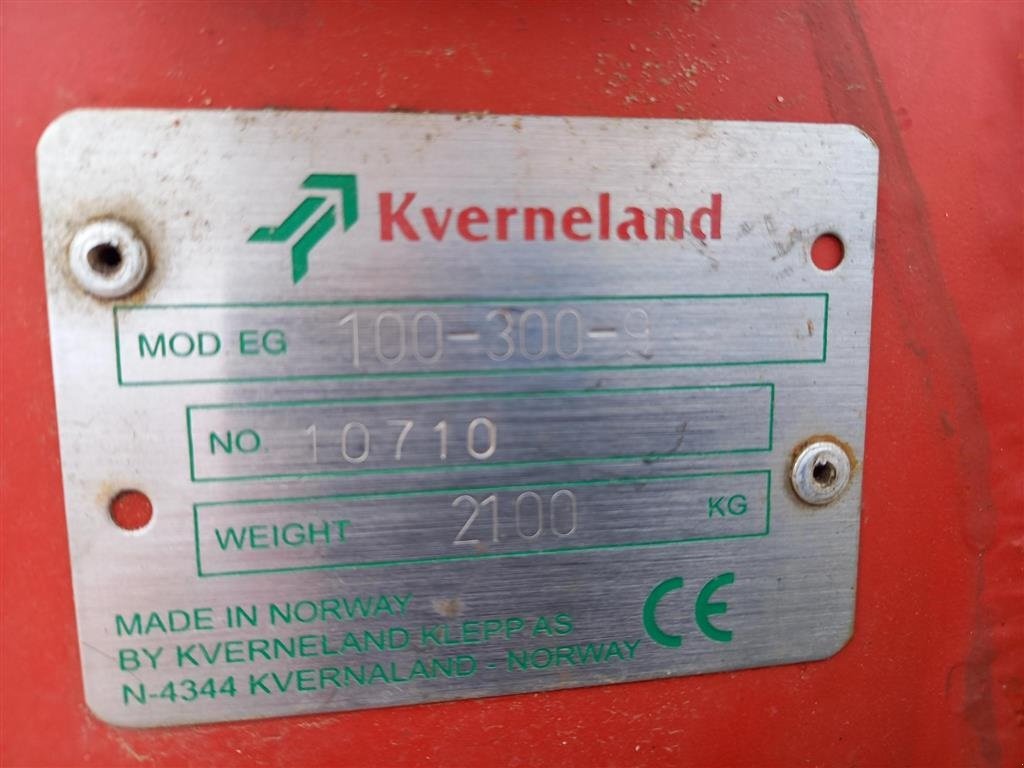 Kverneland
MOD. EG 100-300-9
NO. 10710
WEIGHT 2100 KG
MADE IN NORWAY
BY KVERNELAND KLEPP AS
N-4344 KVERNALAND - NORWAY
CE